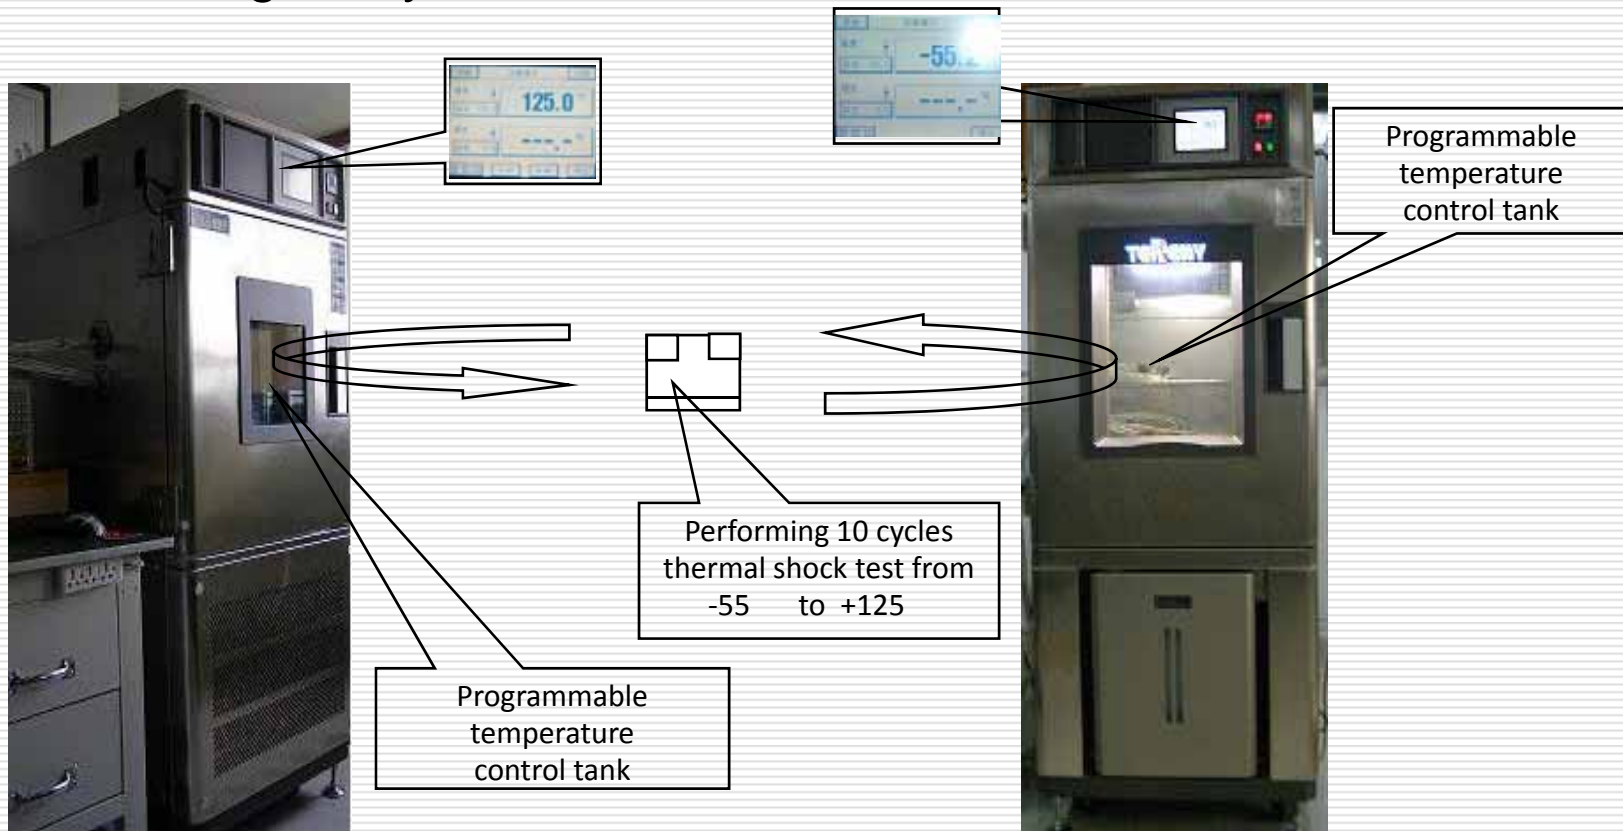 125.0
-55.
Programmable
temperature
control tank
Performing 10 cycles
thermal shock test from
-55 to +125
Programmable
temperature
control tank